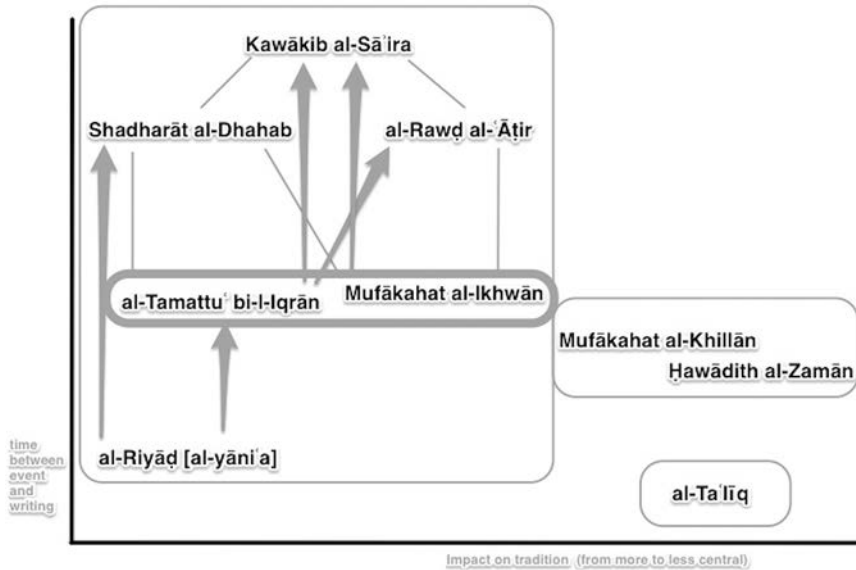 Kawākib al-Sāʾira
Shadharāt al-Dhahab
al-Rawḍ al-ʿĀṭir
al-Tamattuʿ bi-l-Iqrān
Mufākahat al-Ikhwān
Mufākahat al-Khillān
Ḥawādith al-Zamān
al-Riyāḍ [al-yāniʿa]
al-Taʿlīq
time
between
event
and
writing
Impact on tradition (from more to less central)